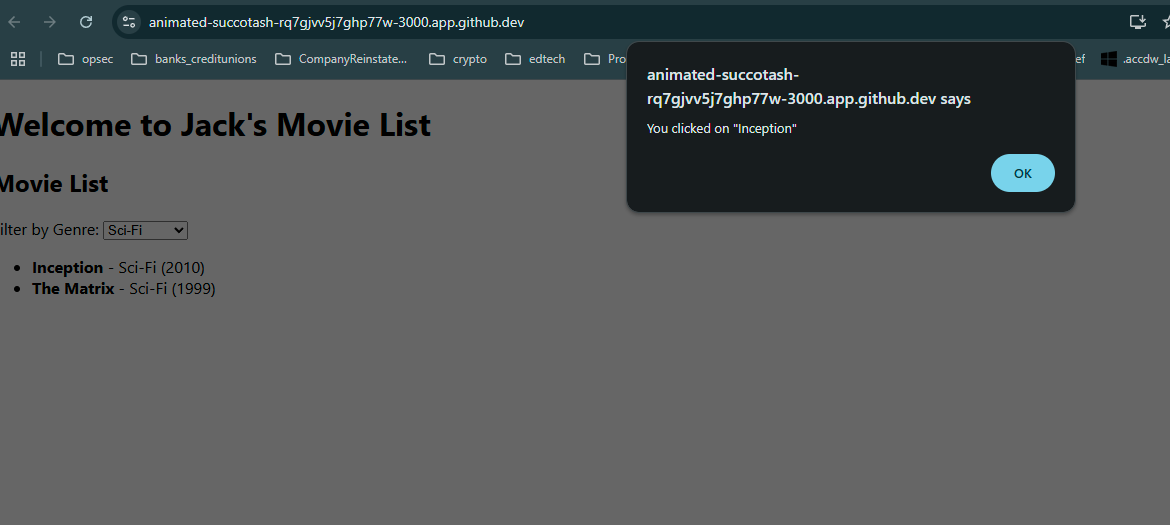 animated-succotash-rq7gjvv5j7ghp77w-3000.app.github.dev
opsec banks_creditunions CompanyReinstate... crypto edtech Pro ef .accdw_la
animated-succotash-
rq7gjvv5j7ghp77w-3000.app.github.dev says
You clicked on "Inception"
OK
Welcome to Jack's Movie List
Movie List
ilter by Genre: Sci-Fi
• Inception - Sci-Fi (2010)
• The Matrix - Sci-Fi (1999)